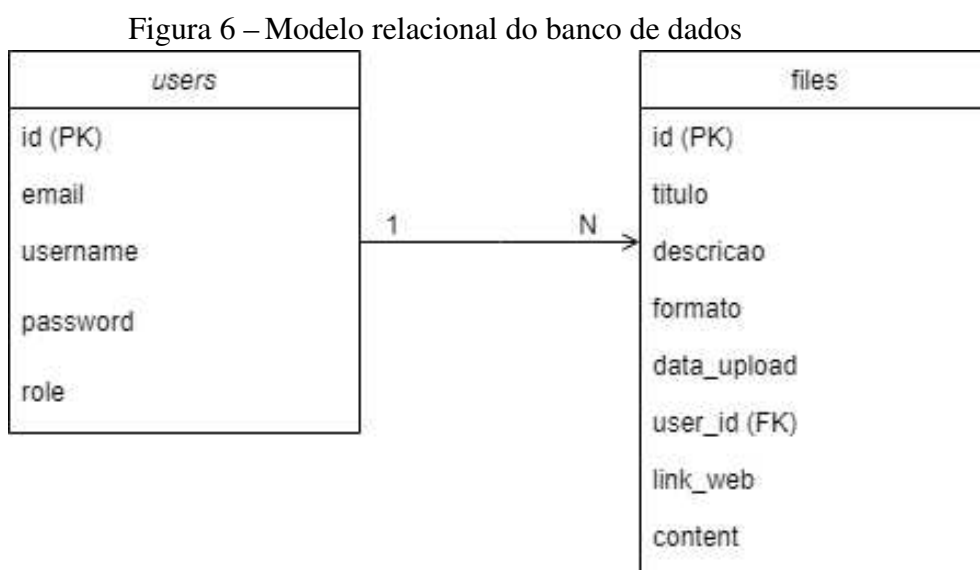 Figura 6 – Modelo relacional do banco de dados
users
id (PK)
email
username
password
role
1
N
files
id (PK)
titulo
descricao
formato
data_upload
user_id (FK)
link_web
content